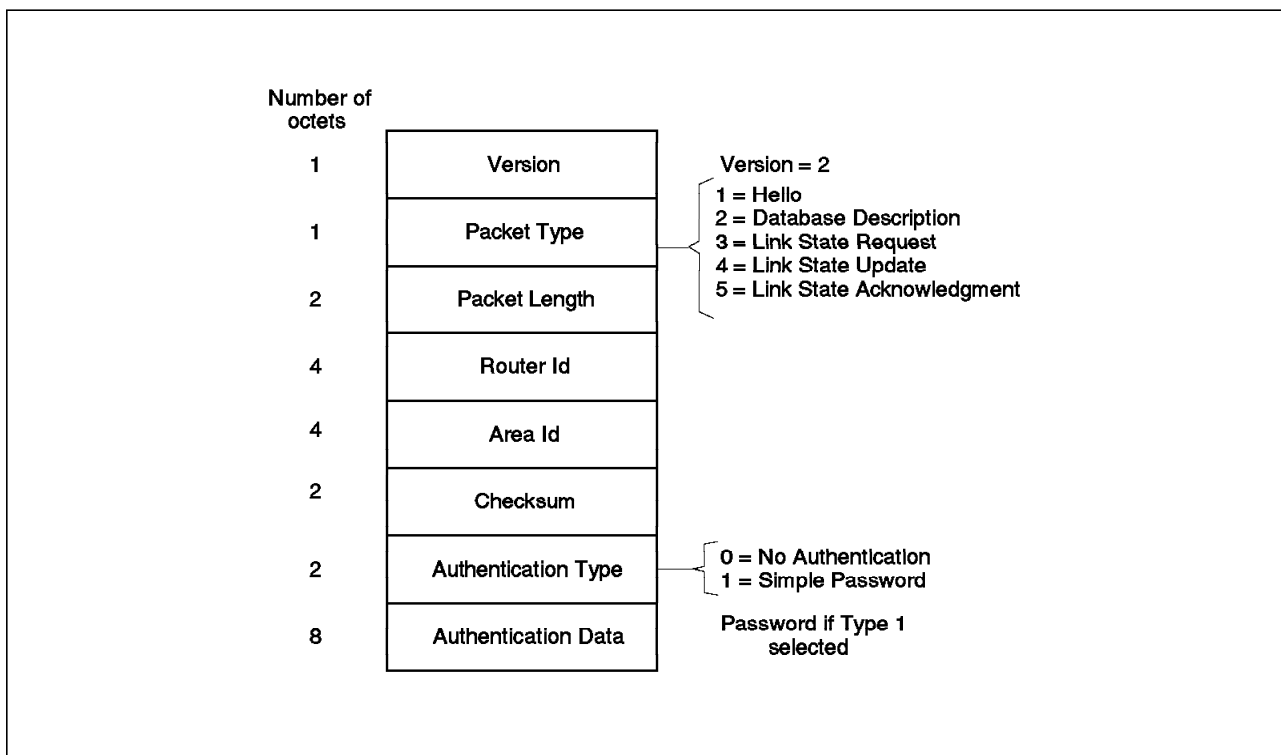 Number of
octets
1
Version
Version = 2
1
Packet Type
1 = Hello
2 = Database Description
3 = Link State Request
4 = Link State Update
5 = Link State Acknowledgment
2
Packet Length
4
Router Id
4
Area Id
2
Checksum
2
Authentication Type
0 = No Authentication
1 = Simple Password
8
Authentication Data
Password if Type 1
selected